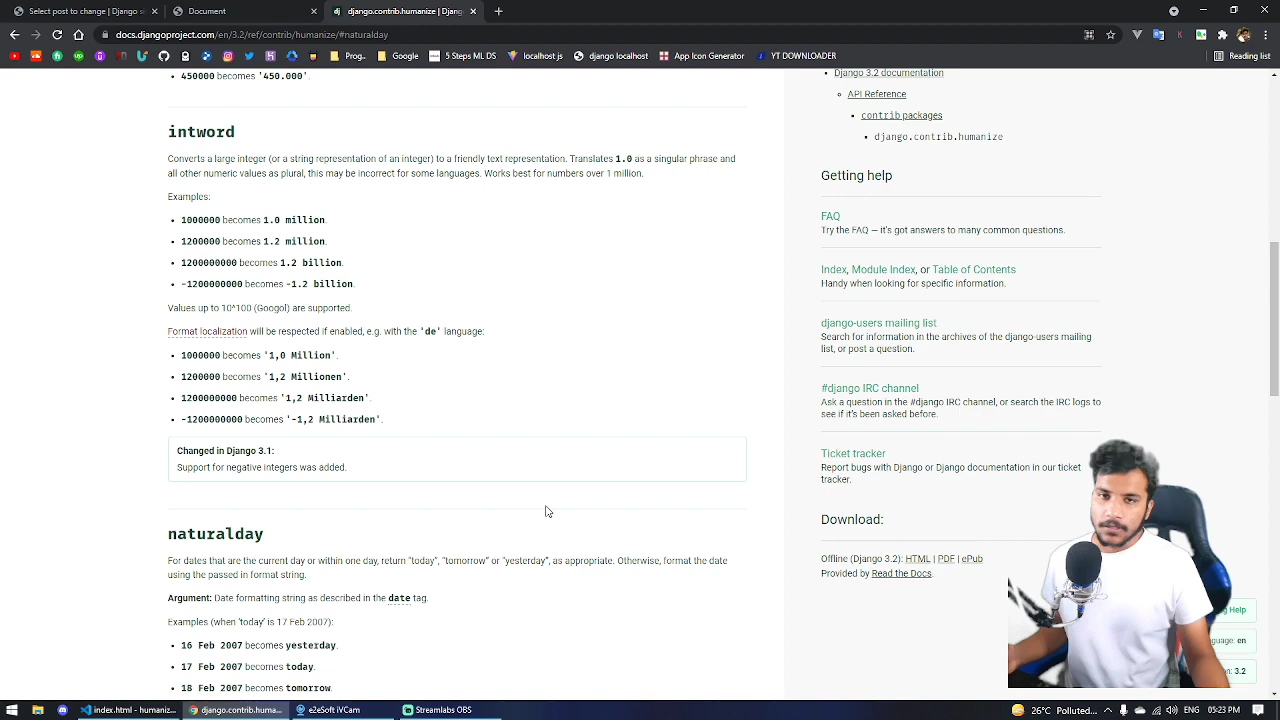 Select post to change | Django si
Document
django.contrib.humanize | Djang
docs.djangoproject.com/en/3.2/ref/contrib/humanize/#naturalday
Prog..
Google
5 Steps ML DS
localhost js
django localhost
App Icon Generator
YT DOWNLOADER
Reading list
450000 becomes '450.000'.
intword
Converts a large integer (or a string representation of an integer) to a friendly text representation. Translates 1.0 as a singular phrase and
all other numeric values as plural, this may be incorrect for some languages. Works best for numbers over 1 million.
Examples:
1000000 becomes 1.0 million.
1200000 becomes 1.2 million.
1200000000 becomes 1.2 billion.
-1200000000 becomes -1.2 billion.
Values up to 10^100 (Googol) are supported.
Format localization will be respected if enabled, e.g. with the 'de' language:
1000000 becomes '1,0 Million'.
1200000 becomes '1,2 Millionen'.
1200000000 becomes '1,2 Milliarden'.
-1200000000 becomes '-1,2 Milliarden'.
Changed in Django 3.1:
Support for negative integers was added.
naturalday
For dates that are the current day or within one day, return “today”, “tomorrow” or “yesterday”, as appropriate. Otherwise, format the date
using the passed in format string.
Argument: Date formatting string as described in the date tag.
Examples (when ‘today’ is 17 Feb 2007):
16 Feb 2007 becomes yesterday.
17 Feb 2007 becomes today.
18 Feb 2007 becomes tomorrow.
Django 3.2 documentation
API Reference
contrib packages
django.contrib.humanize
Getting help
FAQ
Try the FAQ — it's got answers to many common questions.
Index, Module Index, or Table of Contents
Handy when looking for specific information.
django-users mailing list
Search for information in the archives of the django-users mailing
list, or post a question.
#django IRC channel
Ask a question in the #django IRC channel, or search the IRC logs to
see if it's been asked before.
Ticket tracker
Report bugs with Django or Django documentation in our ticket
tracker.
Download:
Offline (Django 3.2): HTML | PDF | ePub
Provided by Read the Docs.
g Help
guage: en
n: 3.2
index.html - humaniz...
django.contrib.huma...
e2eSoft iVCam
Streamlabs OBS
26°C Polluted...
ENG
05:23 PM